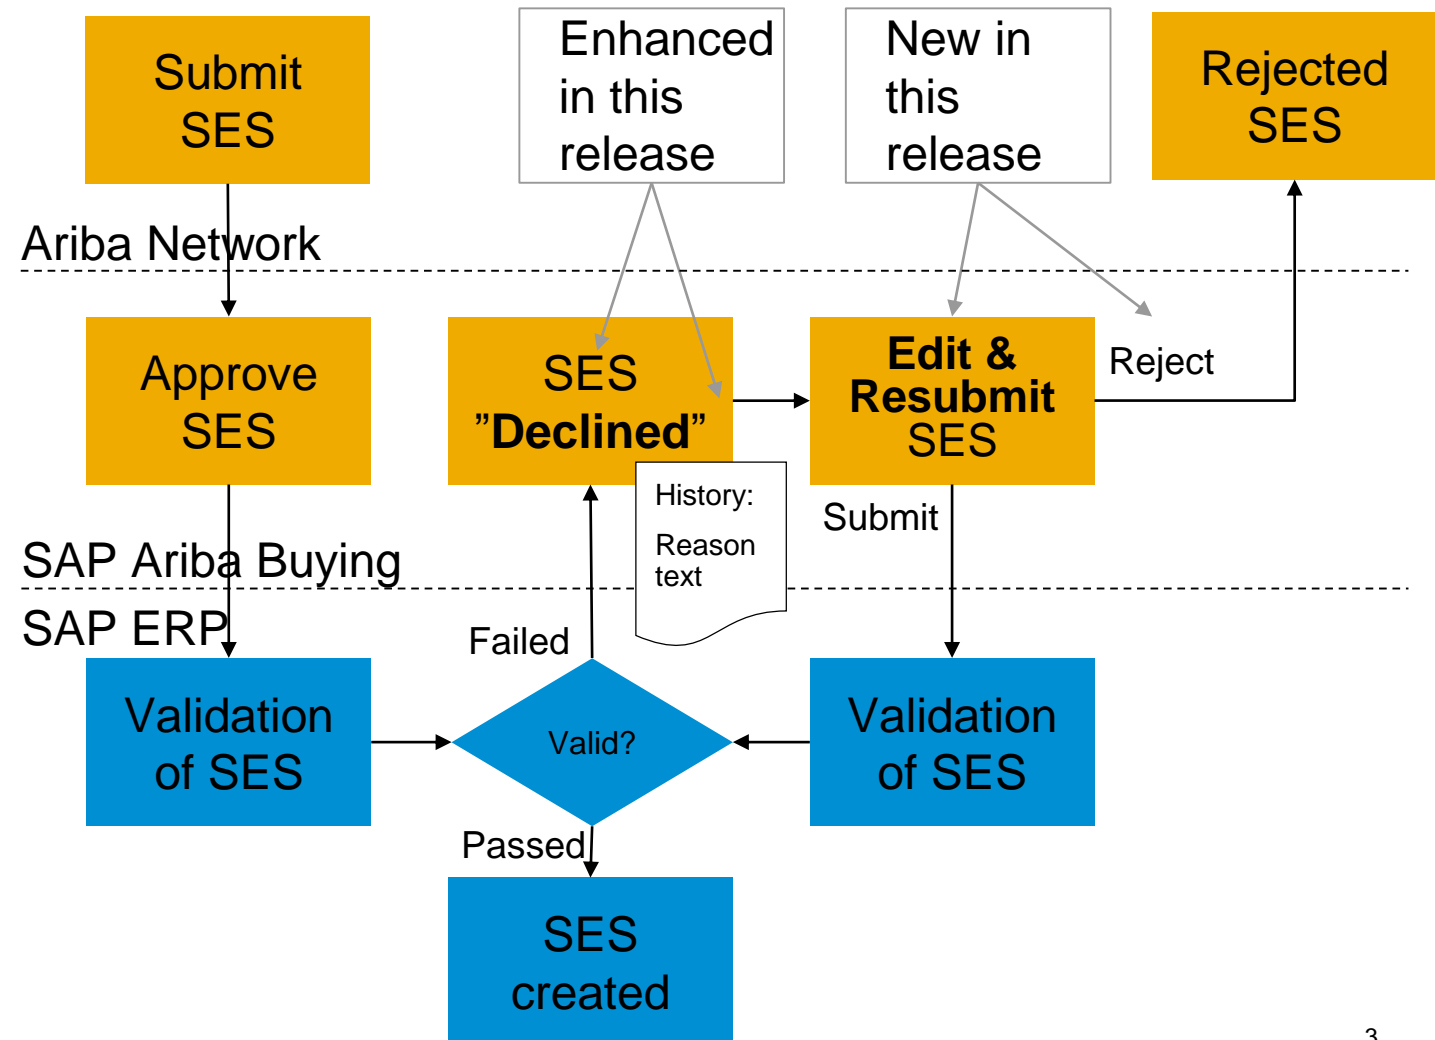 Submit
SES
Enhanced
in this
release
New in
this
release
Rejected
SES
Ariba Network
Approve
SES
SES
”Declined”
Edit &
Resubmit
SES
Reject
History:
Reason
text
Submit
SAP Ariba Buying
SAP ERP
Failed
Validation
of SES
Valid?
Validation
of SES
Passed
SES
created
3